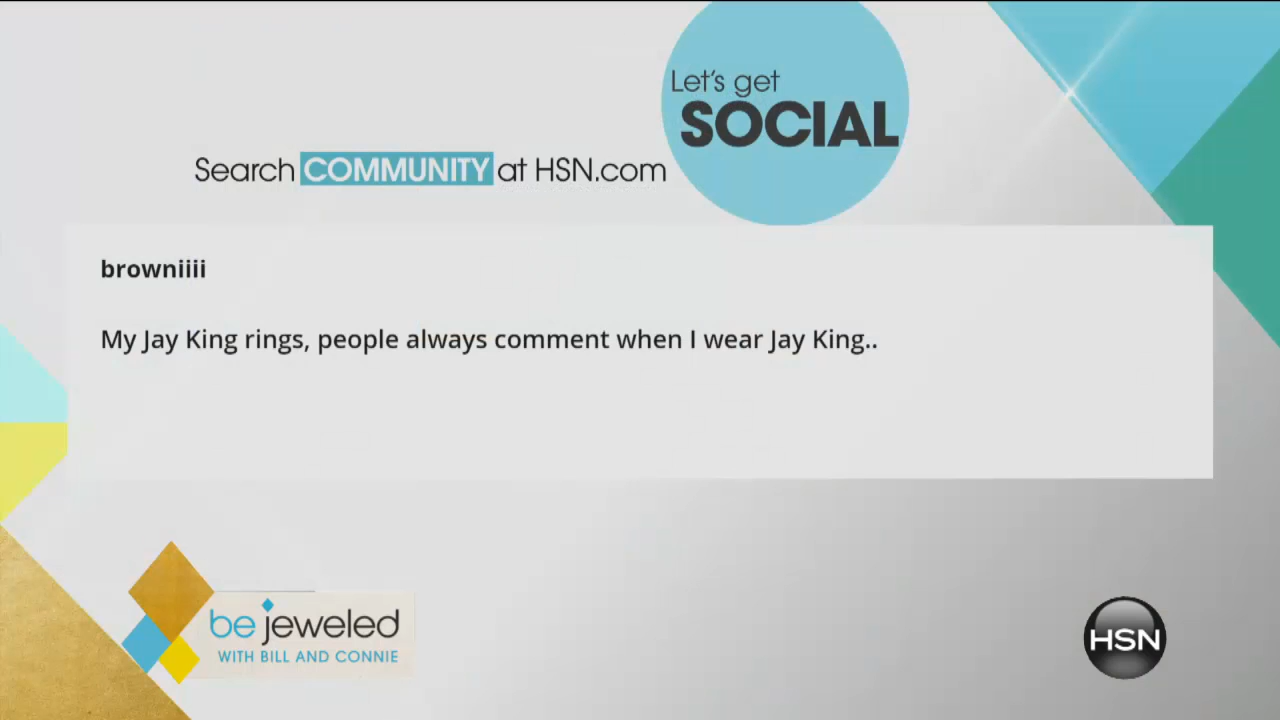 Let's get
SOCIAL
Search COMMUNITY at HSN.com
browniiii
My Jay King rings, people always comment when I wear Jay King..
be jeweled
WITH BILL AND CONNIE
HSN